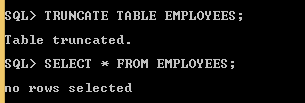 SQL> TRUNCATE TABLE EMPLOYEES;
Table truncated.
SQL> SELECT * FROM EMPLOYEES;
no rows selected